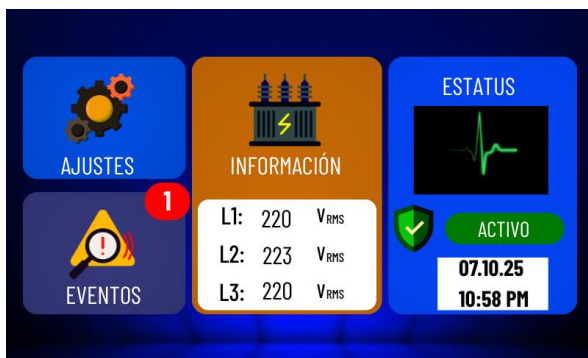 AJUSTES
1
EVENTOS
INFORMACIÓN
L1: 220 VRMS
L2: 223 VRMS
L3: 220 VRMS
ESTATUS
ACTIVO
07.10.25
10:58 PM